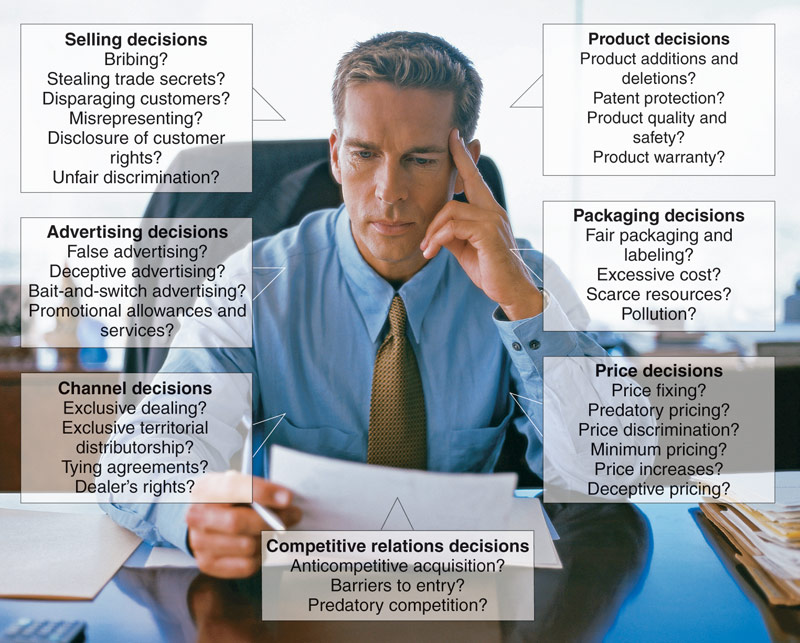 Selling decisions
Bribing?
Stealing trade secrets?
Disparaging customers?
Misrepresenting?
Disclosure of customer
rights?
Unfair discrimination?
Advertising decisions
False advertising?
Deceptive advertising?
Bait-and-switch advertising?
Promotional allowances and
services?
Channel decisions
Exclusive dealing?
Exclusive territorial
distributorship?
Tying agreements?
Dealer's rights?
Product decisions
Product additions and
deletions?
Patent protection?
Product quality and
safety?
Product warranty?
Packaging decisions
Fair packaging and
labeling?
Excessive cost?
Scarce resources?
Pollution?
Price decisions
Price fixing?
Predatory pricing?
Price discrimination?
Minimum pricing?
Price increases?
Deceptive pricing?
Competitive relations decisions
Anticompetitive acquisition?
Barriers to entry?
Predatory competition?